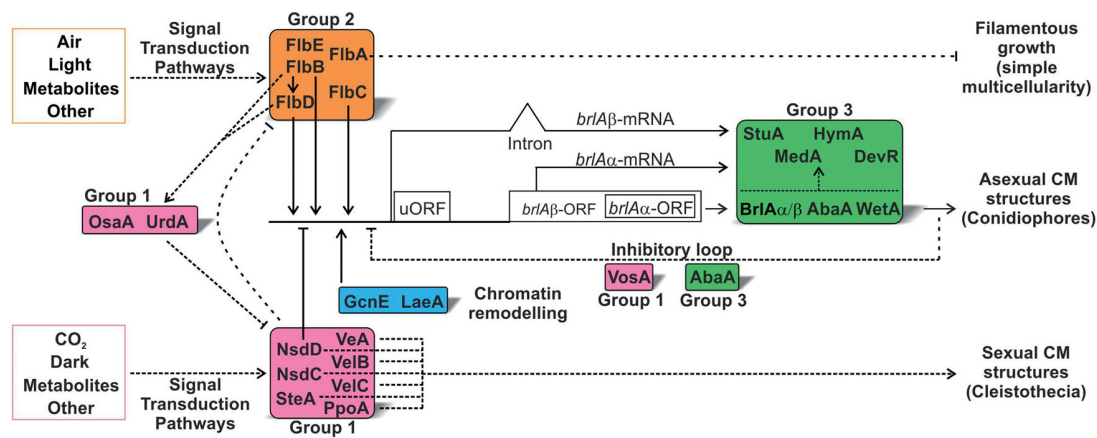 Air
Light
Metabolites
Other
Signal
Transduction
Pathways
Group 2
FlbE
FlbB
FlbA
FlbD
FlbC
Filamentous
growth
(simple
multicellularity)
Group 1
OsaA UrdA
Intron
brlAβ-mRNA
brlAα-mRNA
uORF
brlAβ-ORF
brlAα-ORF
Group 3
StuA HymA
MedA DevR
BrlAα/β AbaA WetA
Asexual CM
structures
(Conidiophores)
Inhibitory loop
VosA
Group 1
AbaA
Group 3
GcnE LaeA
Chromatin
remodelling
CO₂
Dark
Metabolites
Other
Signal
Transduction
Pathways
NsdD
NsdC
SteA
VeA
VelB
VelC
PpoA
Group 1
Sexual CM
structures
(Cleistothecia)